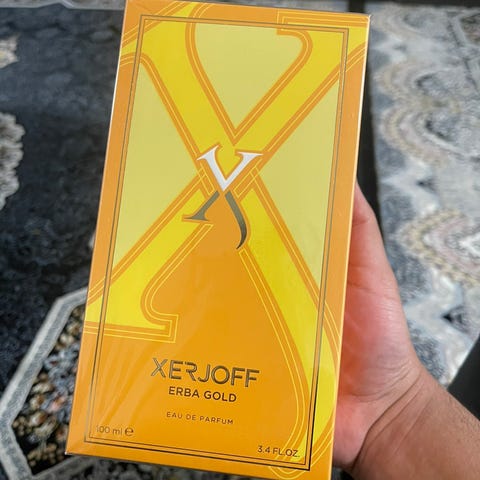 XERJOFF
ERBA GOLD
EAU DE PARFUM
100 ml ℮
3.4 FL.OZ.